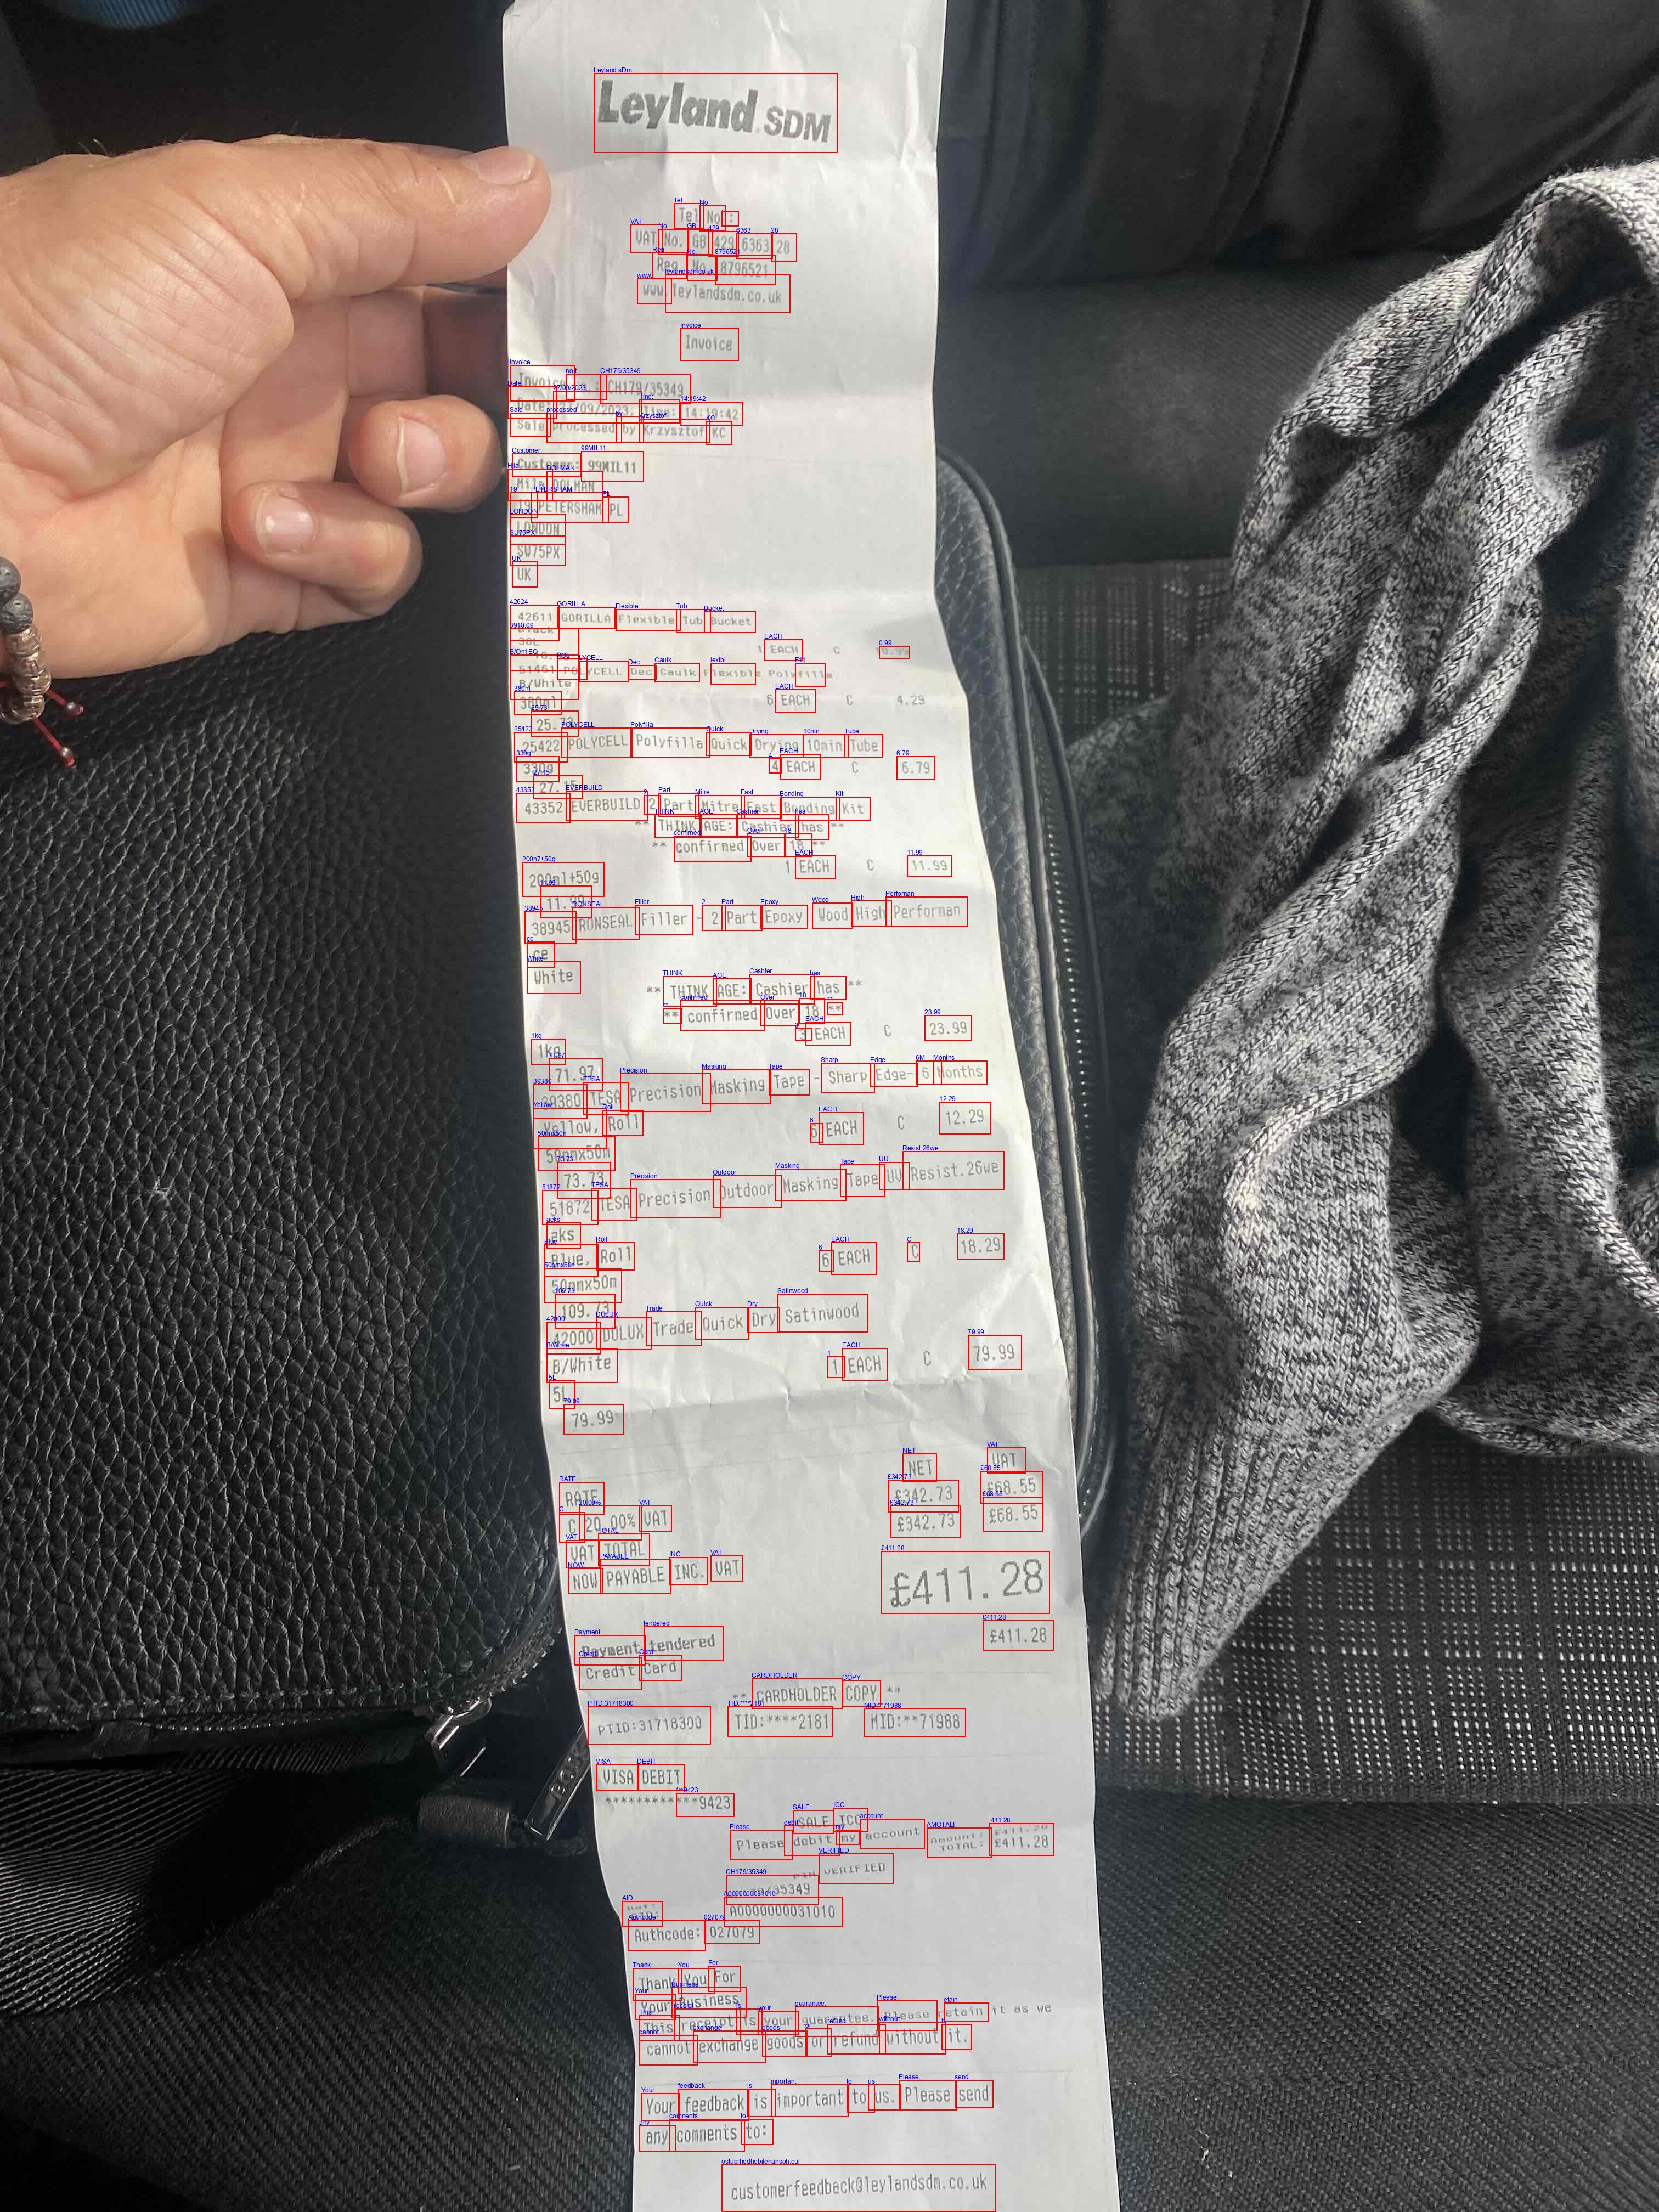 Leyland SDM
Tel No :
VAT No. GB 429 6363 28
Reg No 8796521
www.leylandsdm.co.uk
Invoice
Invoice no.: CH179/35349
Date: 27/09/2023, Time: 14:19:42
Sale processed by Krzysztof KC
Customer: 99MIL11
DOLMAN
19 PETERSHAM PL
LONDON
SW75PX
UK
42611 GORILLA Flexible Tub Bucket
Black
38L 1 EACH C
51461 POLYCELL Dec Caulk Flexible Polyfilla
B/White
380ml 6 EACH C 4.29
25.73
25422 POLYCELL Polyfilla Quick Drying 10min Tube
330g 4 EACH C 6.79
27.15
43352 EVERBUILD 2 Part Mitre Fast Bonding Kit
** THINK AGE: Cashier has **
** confirmed Over 18 **
200ml+50g 1 EACH C 11.99
11.99
38945 RONSEAL Filler - 2 Part Epoxy Wood High Performan
ce
White
** THINK AGE: Cashier has **
** confirmed Over 18 **
1kg 3 EACH C 23.99
71.97
39380 TESA Precision Masking Tape - Sharp Edge- 6 Months
Yellow, Roll
50mmx50m 6 EACH C 12.29
73.73
51872 TESA Precision Outdoor Masking Tape UV Resist.26we
eks
Blue, Roll
50mmx50m 6 EACH C 18.29
109.73
42000 DULUX Trade Quick Dry Satinwood
B/White
5L 1 EACH C 79.99
79.99
RATE NET VAT
C 20.00% VAT £342.73 £68.55
VAT TOTAL £342.73 £68.55
NOW PAYABLE INC. VAT £411.28
Payment tendered
Credit Card £411.28
** CARDHOLDER COPY **
PTID:31718300 TID:****2181 MID:**71988
VISA DEBIT
************9423
SALE ICC
Please debit my account Amount: £411.28
TOTAL: £411.28
PIN VERIFIED
CH179/35349
AID: A0000000031010
Authcode: 027079
Thank You For
Your Business
This receipt is your guarantee. Please retain it as we
cannot exchange goods or refund without it.
Your feedback is important to us. Please send
any comments to:
customerfeedback@leylandsdm.co.uk